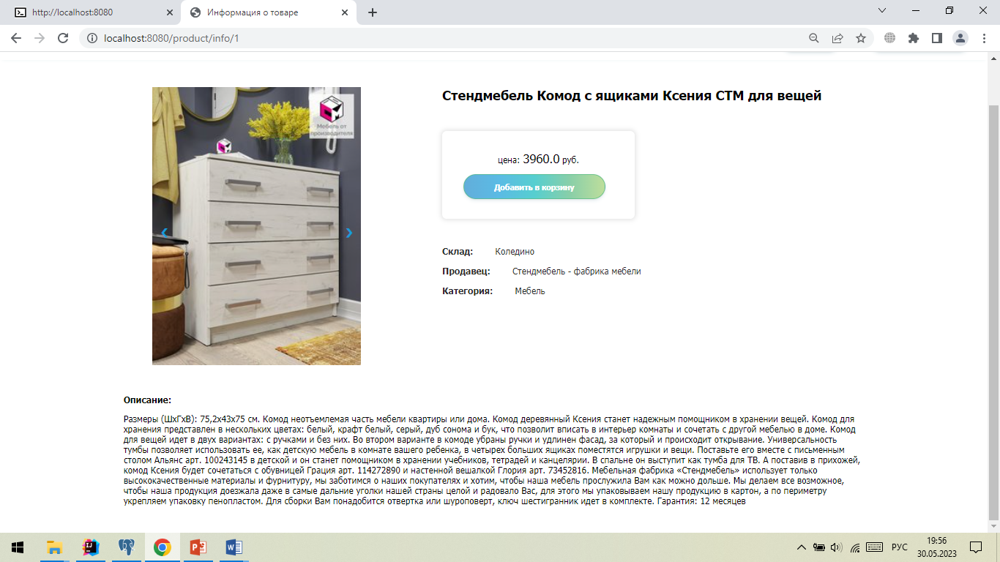 http://localhost:8080
Информация о товаре
localhost:8080/product/info/1
Мебель от
производителя
Стендмебель Комод с ящиками Ксения СТМ для вещей
цена: 3960.0 руб.
Добавить в корзину
Склад: Коледино
Продавец: Стендмебель - фабрика мебели
Категория: Мебель
Описание:
Размеры (ШхГхВ): 75,2х43х75 см. Комод неотъемлемая часть мебели квартиры или дома. Комод деревянный Ксения станет надежным помощником в хранении вещей. Комод для
хранения представлен в нескольких цветах: белый, крафт белый, серый, дуб сонома и бук, что позволит вписать в интерьер комнаты и сочетать с другой мебелью в доме. Комод
для вещей идет в двух вариантах: с ручками и без них. Во втором варианте в комоде убраны ручки и удлинен фасад, за который и происходит открывание. Универсальность
тумбы позволяет использовать ее, как детскую мебель в комнате вашего ребенка, в четырех больших ящиках поместятся игрушки и вещи. Поставьте его вместе с письменным
столом Альянс арт. 100243145 в детской и он станет помощником в хранении учебников, тетрадей и канцелярии. В спальне он выступит как тумба для ТВ. А поставив в прихожей,
комод Ксения будет сочетаться с обувницей Грация арт. 114272890 и настенной вешалкой Глория арт. 73452816. Мебельная фабрика «Стендмебель» использует только
высококачественные материалы и фурнитуру, мы заботимся о наших покупателях и хотим, чтобы наша мебель прослужила Вам как можно дольше. Мы делаем все возможное,
чтобы наша продукция доезжала даже в самые дальние уголки нашей страны целой и радовало Вас, для этого мы упаковываем нашу продукцию в картон, а по периметру
укрепляем упаковку пенопластом. Для сборки Вам понадобится отвертка или шуроповерт, ключ шестигранник идет в комплекте. Гарантия: 12 месяцев
РУС
19:56
30.05.2023